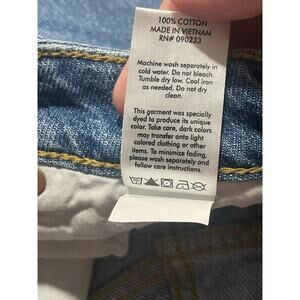 100% COTTON
MADE IN VIETNAM
RN# 090233
Machine wash separately in
cold water. Do not bleach.
Tumble dry low. Cool iron
as needed. Do not dry
clean.
This garment was specially
dyed to produce its unique
color. Take care, dark colors
may transfer onto light
colored clothing or other
items. To minimize fading,
please wash separately and
follow care instructions.